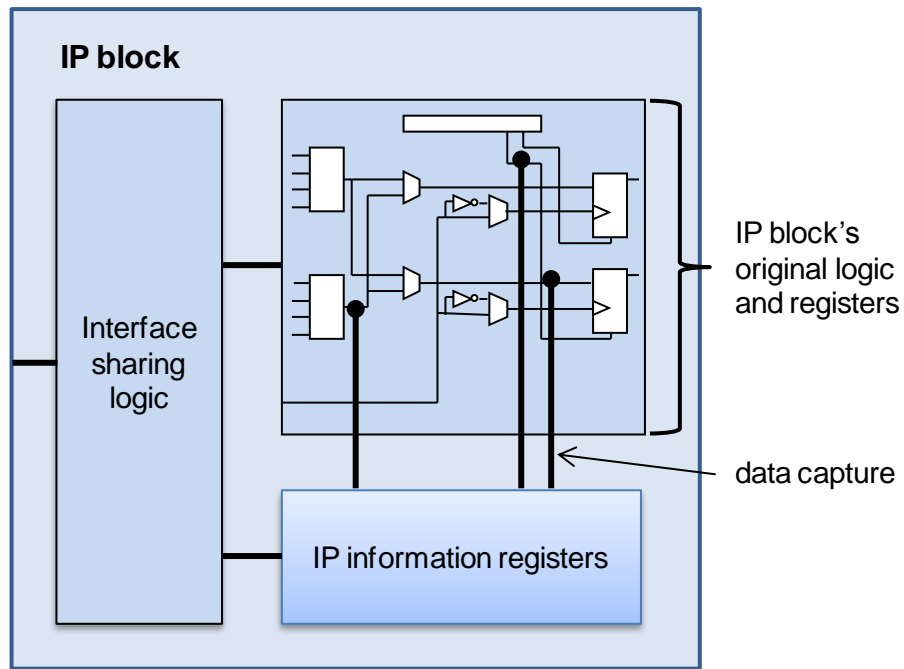 IP block
Interface
sharing
logic
IP block’s
original logic
and registers
data capture
IP information registers